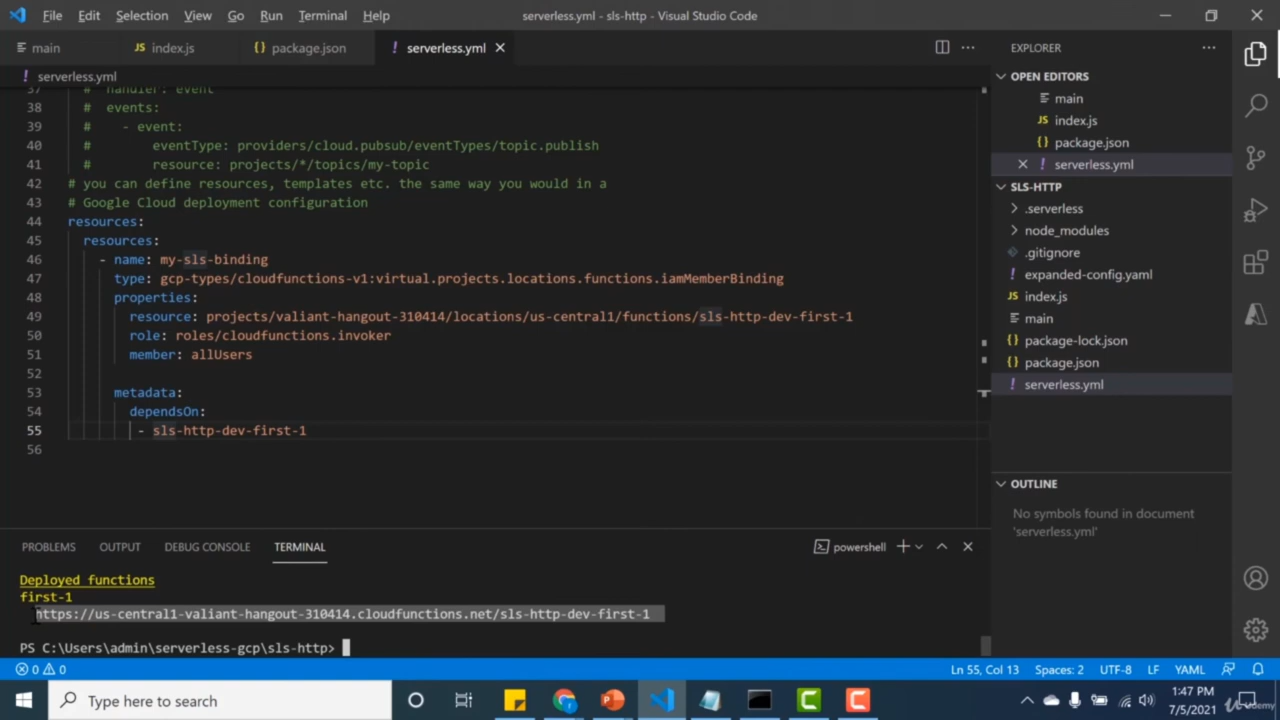 File Edit Selection View Go Run Terminal Help
serverless.yml - sls-http - Visual Studio Code
main
JS index.js
{} package.json
! serverless.yml
! serverless.yml
37 # handler: event
38 # events:
39 # - event:
40 # eventType: providers/cloud.pubsub/eventTypes/topic.publish
41 # resource: projects/*/topics/my-topic
42 # you can define resources, templates etc. the same way you would in a
43 # Google Cloud deployment configuration
44 resources:
45 resources:
46 - name: my-sls-binding
47 type: gcp-types/cloudfunctions-v1:virtual.projects.locations.functions.iamMemberBinding
48 properties:
49 resource: projects/valiant-hangout-310414/locations/us-central1/functions/sls-http-dev-first-1
50 role: roles/cloudfunctions.invoker
51 member: allUsers
52
53 metadata:
54 dependsOn:
55 - sls-http-dev-first-1
56
PROBLEMS OUTPUT DEBUG CONSOLE TERMINAL
powershell
Deployed functions
first-1
https://us-central1-valiant-hangout-310414.cloudfunctions.net/sls-http-dev-first-1
PS C:\Users\admin\serverless-gcp\sls-http>
EXPLORER
OPEN EDITORS
main
JS index.js
{} package.json
! serverless.yml
SLS-HTTP
.serverless
node_modules
.gitignore
expanded-config.yaml
JS index.js
main
{} package-lock.json
{} package.json
! serverless.yml
OUTLINE
No symbols found in document
'serverless.yml'
0 0
Ln 55, Col 13 Spaces: 2 UTF-8 LF YAML
Type here to search
1:47 PM
7/5/2021
Udemy